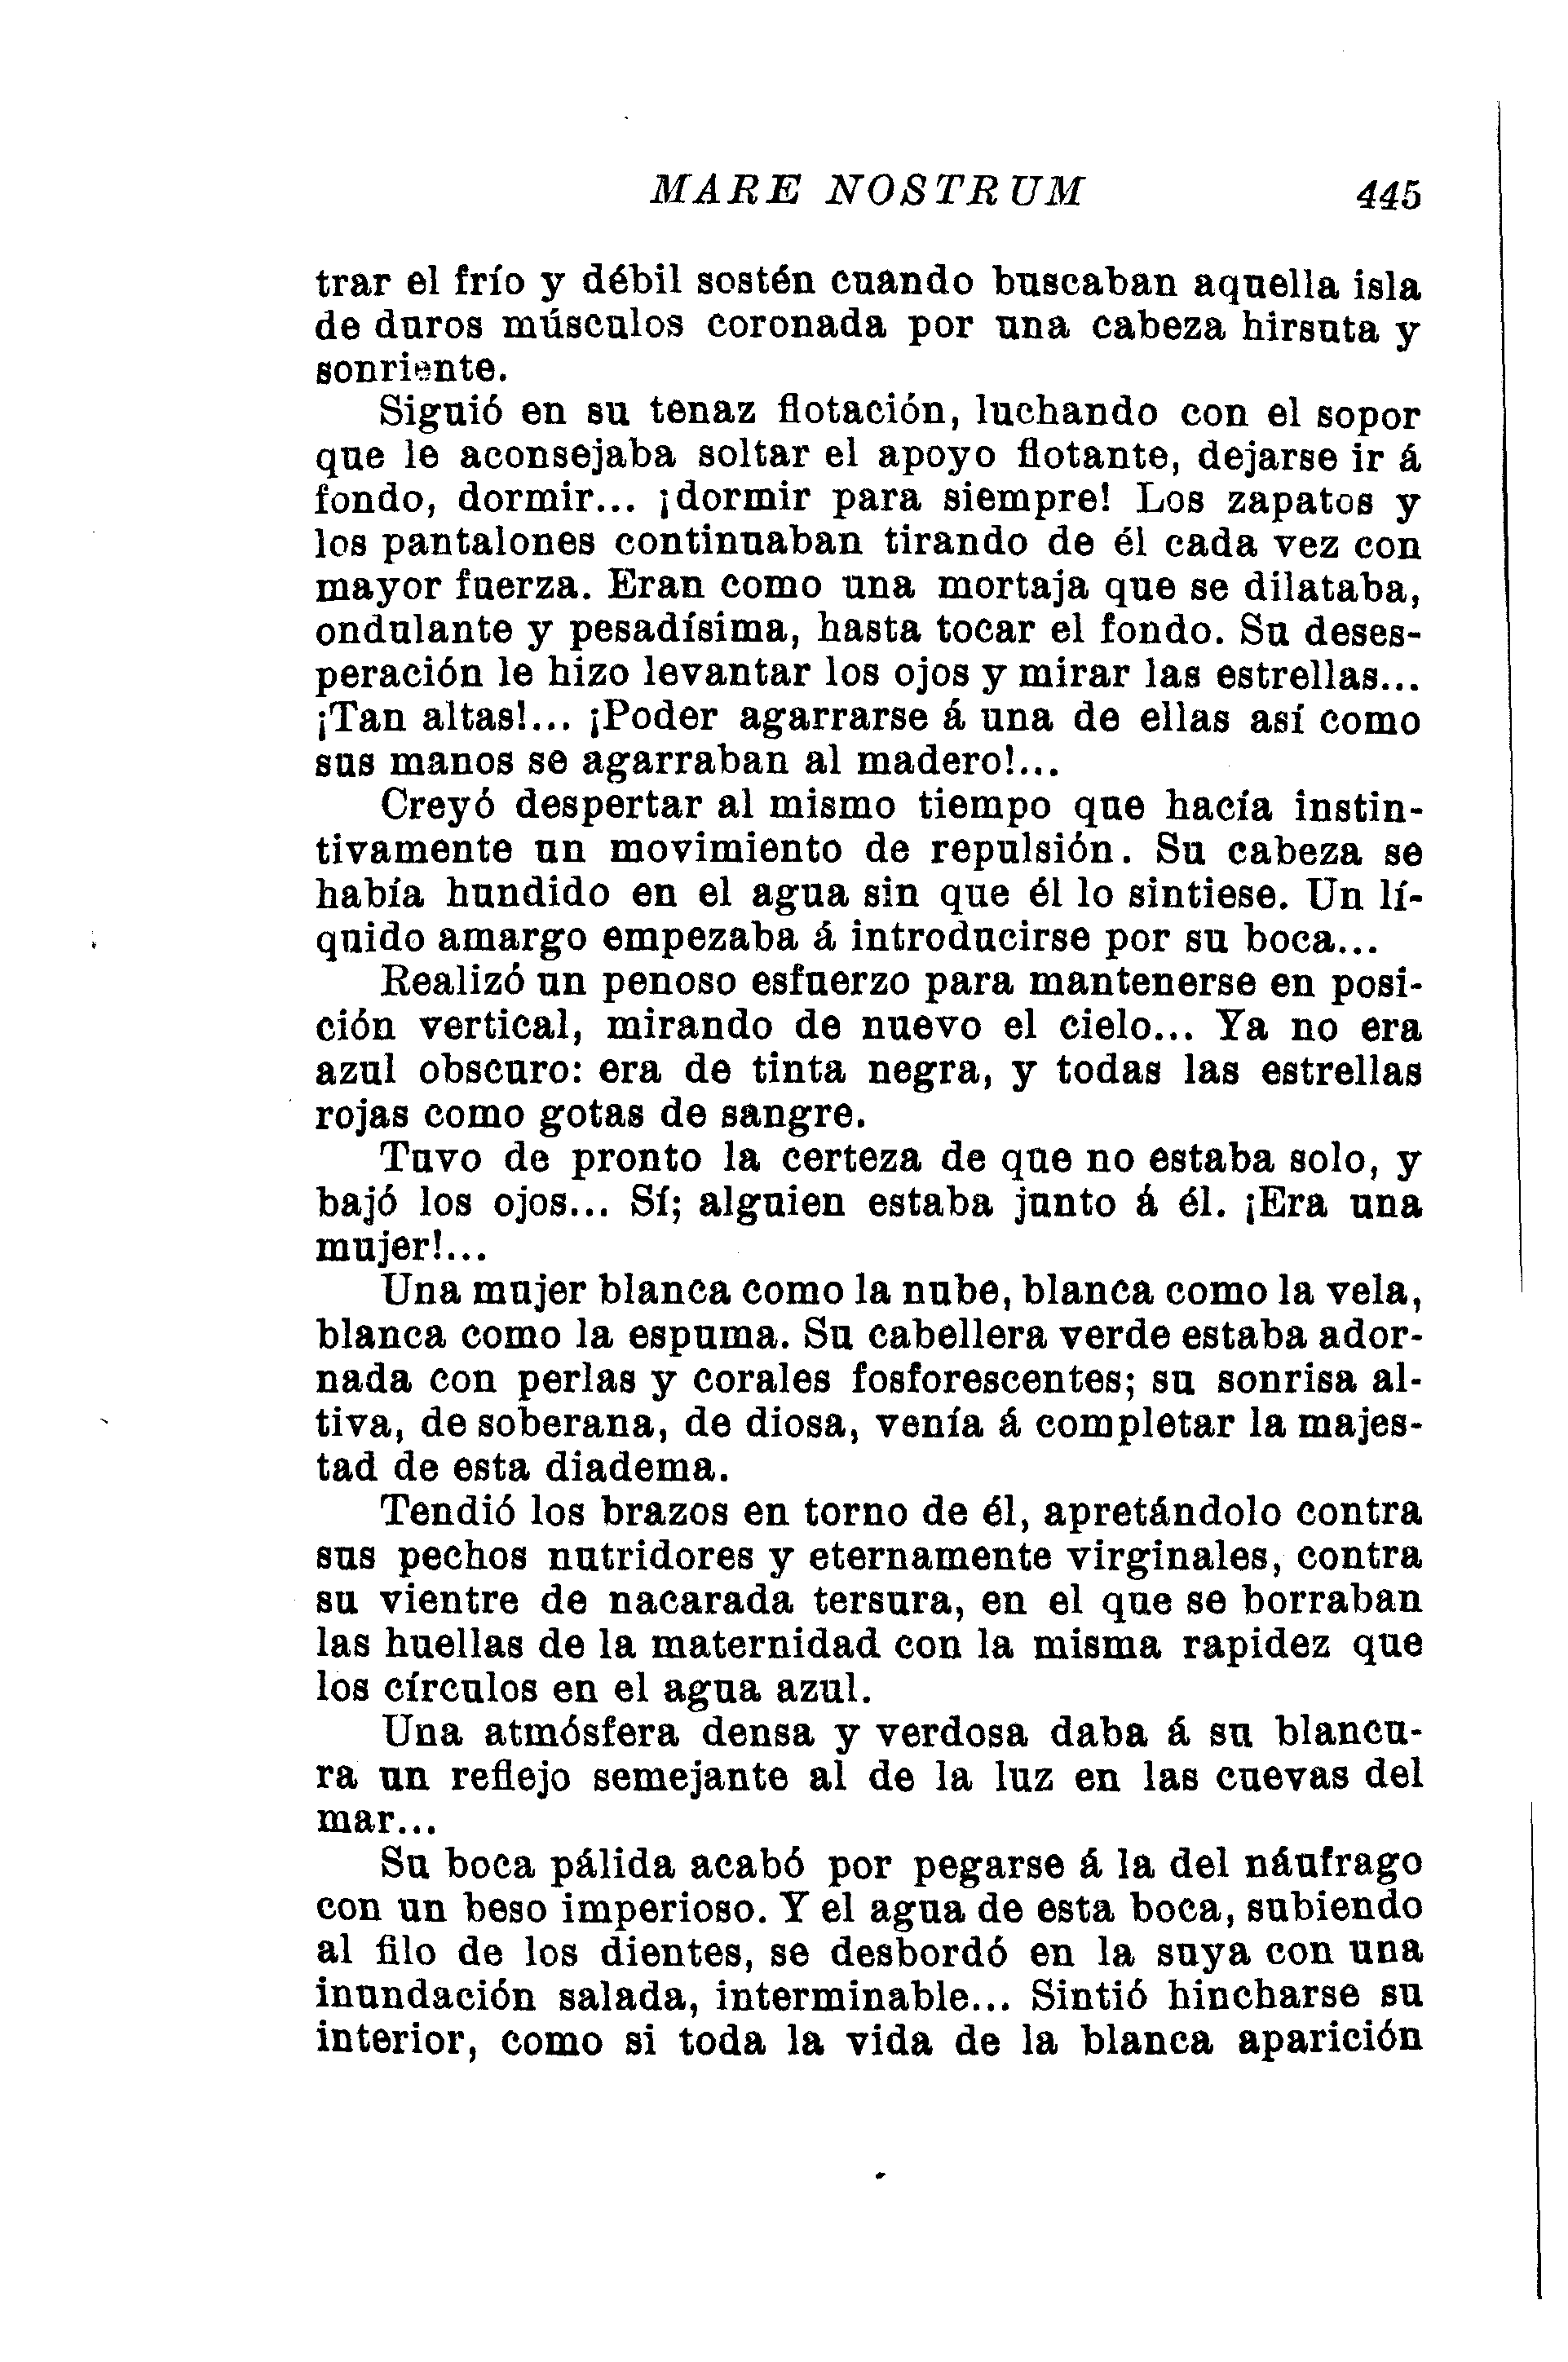 MARE NOSTRUM 445
trar el frío y débil sostén cuando buscaban aquella isla
de duros músculos coronada por una cabeza hirsuta y
sonriente.
Siguió en su tenaz flotación, luchando con el sopor
que le aconsejaba soltar el apoyo flotante, dejarse ir á
fondo, dormir... ¡dormir para siempre! Los zapatos y
los pantalones continuaban tirando de él cada vez con
mayor fuerza. Eran como una mortaja que se dilataba,
ondulante y pesadísima, hasta tocar el fondo. Su deses-
peración le hizo levantar los ojos y mirar las estrellas...
¡Tan altas!... ¡Poder agarrarse á una de ellas así como
sus manos se agarraban al madero!...
Creyó despertar al mismo tiempo que hacía instin-
tivamente un movimiento de repulsión. Su cabeza se
había hundido en el agua sin que él lo sintiese. Un lí-
quido amargo empezaba á introducirse por su boca...
Realizó un penoso esfuerzo para mantenerse en posi-
ción vertical, mirando de nuevo el cielo... Ya no era
azul obscuro: era de tinta negra, y todas las estrellas
rojas como gotas de sangre.
Tuvo de pronto la certeza de que no estaba solo, y
bajó los ojos... Sí; alguien estaba junto á él. ¡Era una
mujer!...
Una mujer blanca como la nube, blanca como la vela,
blanca como la espuma. Su cabellera verde estaba ador-
nada con perlas y corales fosforescentes; su sonrisa al-
tiva, de soberana, de diosa, venía á completar la majes-
tad de esta diadema.
Tendió los brazos en torno de él, apretándolo contra
sus pechos nutridores y eternamente virginales, contra
su vientre de nacarada tersura, en el que se borraban
las huellas de la maternidad con la misma rapidez que
los círculos en el agua azul.
Una atmósfera densa y verdosa daba á su blancu-
ra un reflejo semejante al de la luz en las cuevas del
mar...
Su boca pálida acabó por pegarse á la del náufrago
con un beso imperioso. Y el agua de esta boca, subiendo
al filo de los dientes, se desbordó en la suya con una
inundación salada, interminable... Sintió hincharse su
interior, como si toda la vida de la blanca aparición